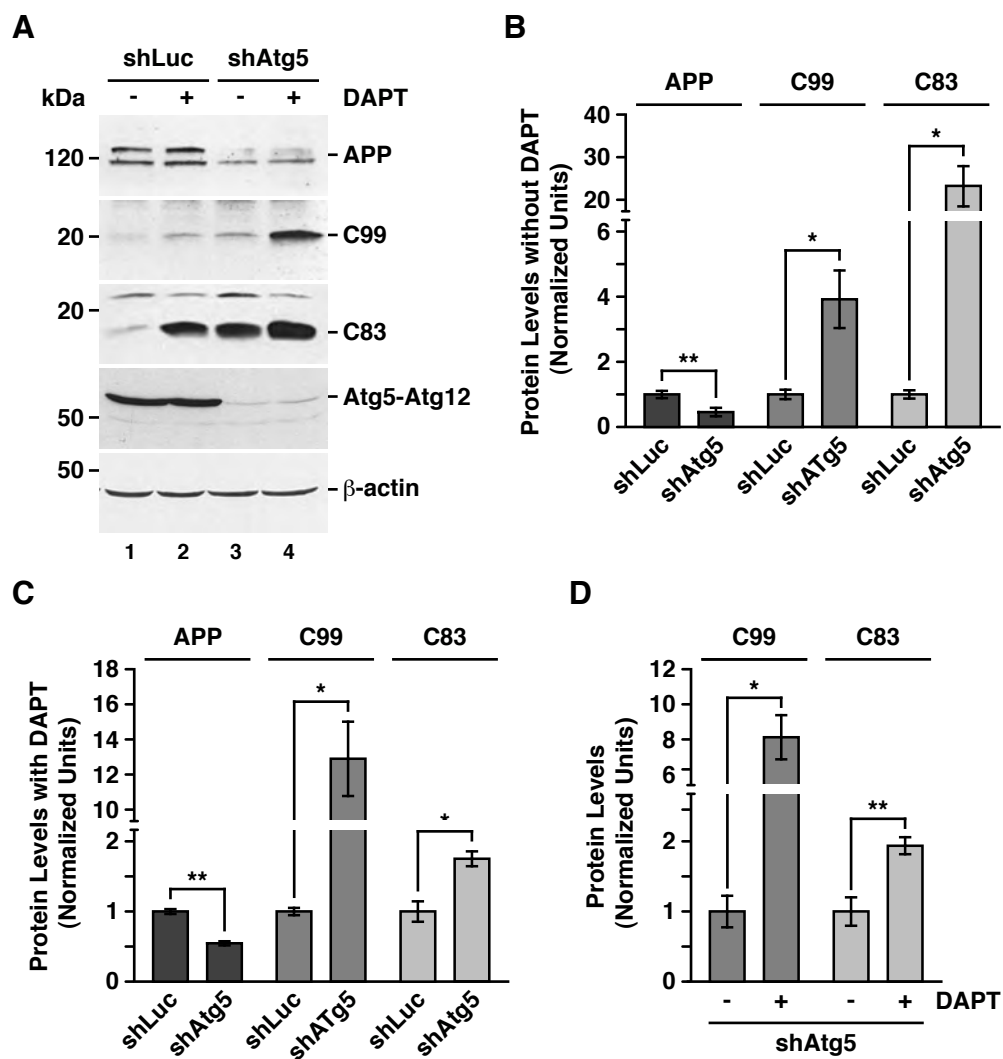 A
shLuc shAtg5
kDa - + - + DAPT
120 APP
20 C99
20
C83
Atg5-Atg12
50
50
β-actin
1 2 3 4
B
APP C99 C83
Protein Levels without DAPT
(Normalized Units)
40
30
20
10
6
4
2
0
* 
*
**
shLuc shAtg5 shLuc shATg5 shLuc shAtg5
C
APP C99 C83
Protein Levels with DAPT
(Normalized Units)
18
16
14
12
10
2
1
0
*
*
**
shLuc shAtg5 shLuc shATg5 shLuc shAtg5
D
C99 C83
Protein Levels
(Normalized Units)
12
10
8
6
2
1
0
*
**
- + - + DAPT
shAtg5